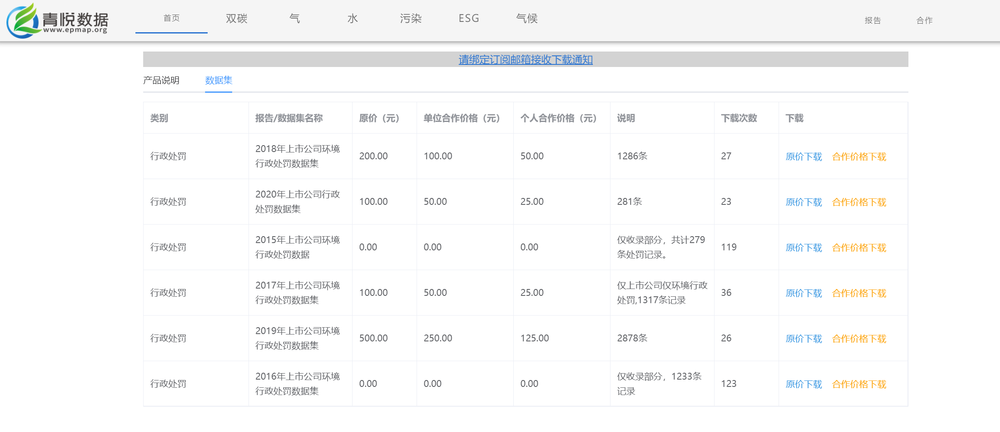 青悦数据
www.epmap.org
首页 双碳 气 水 污染 ESG 气候 报告 合作
请绑定订阅邮箱接收下载通知
产品说明 数据集
类别 报告/数据集名称 原价（元） 单位合作价格（元） 个人合作价格（元） 说明 下载次数 下载
行政处罚 2018年上市公司环境 200.00 100.00 50.00 1286条 27 原价下载 合作价格下载
行政处罚数据集
行政处罚 2020年上市公司行政 100.00 50.00 25.00 281条 23 原价下载 合作价格下载
处罚数据集
行政处罚 2015年上市公司环境 0.00 0.00 0.00 仅收录部分，共计279 119 原价下载 合作价格下载
行政处罚数据 条处罚记录。
行政处罚 2017年上市公司环境 100.00 50.00 25.00 仅上市公司仅环境行政 36 原价下载 合作价格下载
行政处罚数据集 处罚,1317条记录
行政处罚 2019年上市公司环境 500.00 250.00 125.00 2878条 26 原价下载 合作价格下载
行政处罚数据集
行政处罚 2016年上市公司环境 0.00 0.00 0.00 仅收录部分，1233条 123 原价下载 合作价格下载
行政处罚数据集 记录